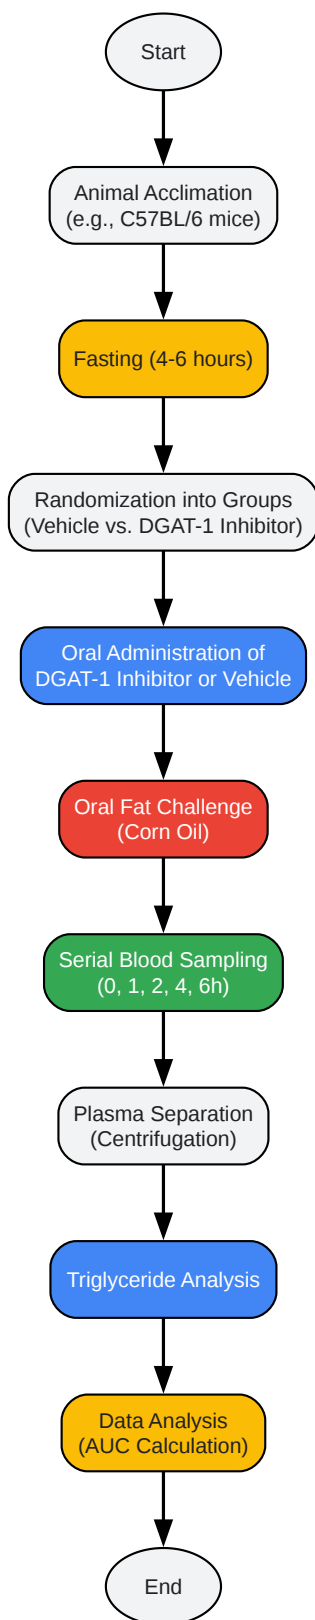 Start
Animal Acclimation
(e.g., C57BL/6 mice)
Fasting (4-6 hours)
Randomization into Groups
(Vehicle vs. DGAT-1 Inhibitor)
Oral Administration of
DGAT-1 Inhibitor or Vehicle
Oral Fat Challenge
(Corn Oil)
Serial Blood Sampling
(0, 1, 2, 4, 6h)
Plasma Separation
(Centrifugation)
Triglyceride Analysis
Data Analysis
(AUC Calculation)
End